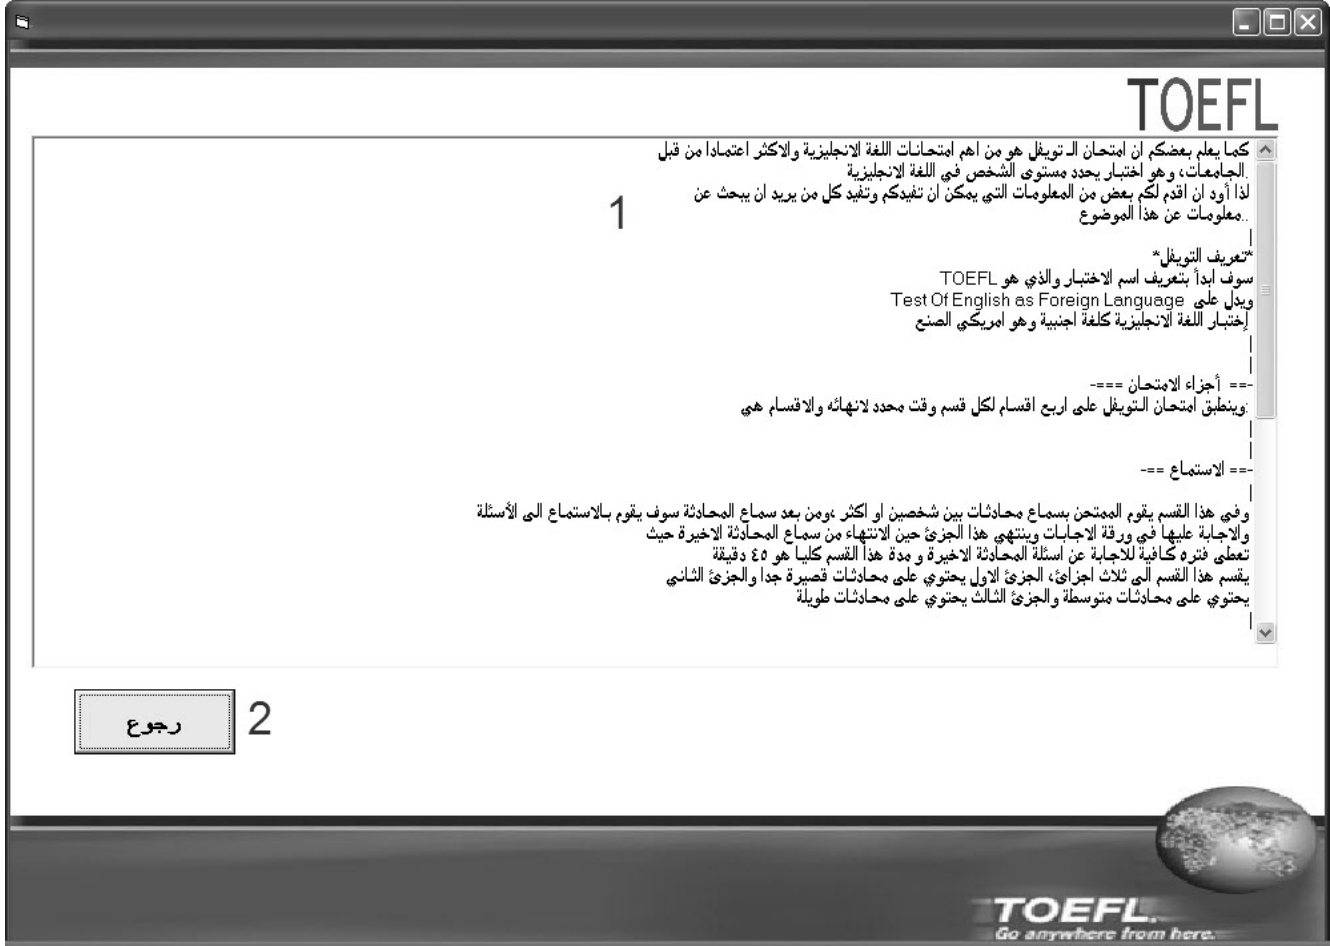 TOEFL
كما يعلم بعضكم ان امتحان الـ تويفل هو من اهم امتحانات اللغة الانجليزية والاكثر اعتمادا من قبل
.الجامعات، وهو اختبار يحدد مستوى الشخص في اللغة الانجليزية
لذا أود ان اقدم لكم بعض من المعلومات التي يمكن ان تفيدكم وتفيد كل من يريد ان يبحث عن
..معلومات عن هذا الموضوع
1
*تعريف التويفل*
سوف ابدأ بتعريف اسم الاختبار والذي هو TOEFL
ويدل على Test Of English as Foreign Language
إختبار اللغة الانجليزية كلغة اجنبية وهو امريكي الصنع
-== أجزاء الامتحان ===-
:وينطبق امتحان التويفل على اربع اقسام لكل قسم وقت محدد لانهائه والاقسام هي
-== الاستماع ==-
وفي هذا القسم يقوم الممتحن بسماع محادثات بين شخصين او اكثر ،ومن بعد سماع المحادثة سوف يقوم بالاستماع الى الأسئلة
والاجابة عليها في ورقة الاجابات وينتهي هذا الجزئ حين الانتهاء من سماع المحادثة الاخيرة حيث
تعطى فتره كافية للاجابة عن اسئلة المحادثة الاخيرة و مدة هذا القسم كليا هو ٤٥ دقيقة
يقسم هذا القسم الى ثلاث اجزائ، الجزئ الاول يحتوي على محادثات قصيرة جدا والجزئ الثاني
يحتوي على محادثات متوسطة والجزئ الثالث يحتوي على محادثات طويلة
رجوع
2
TOEFL.
Go anywhere from here.